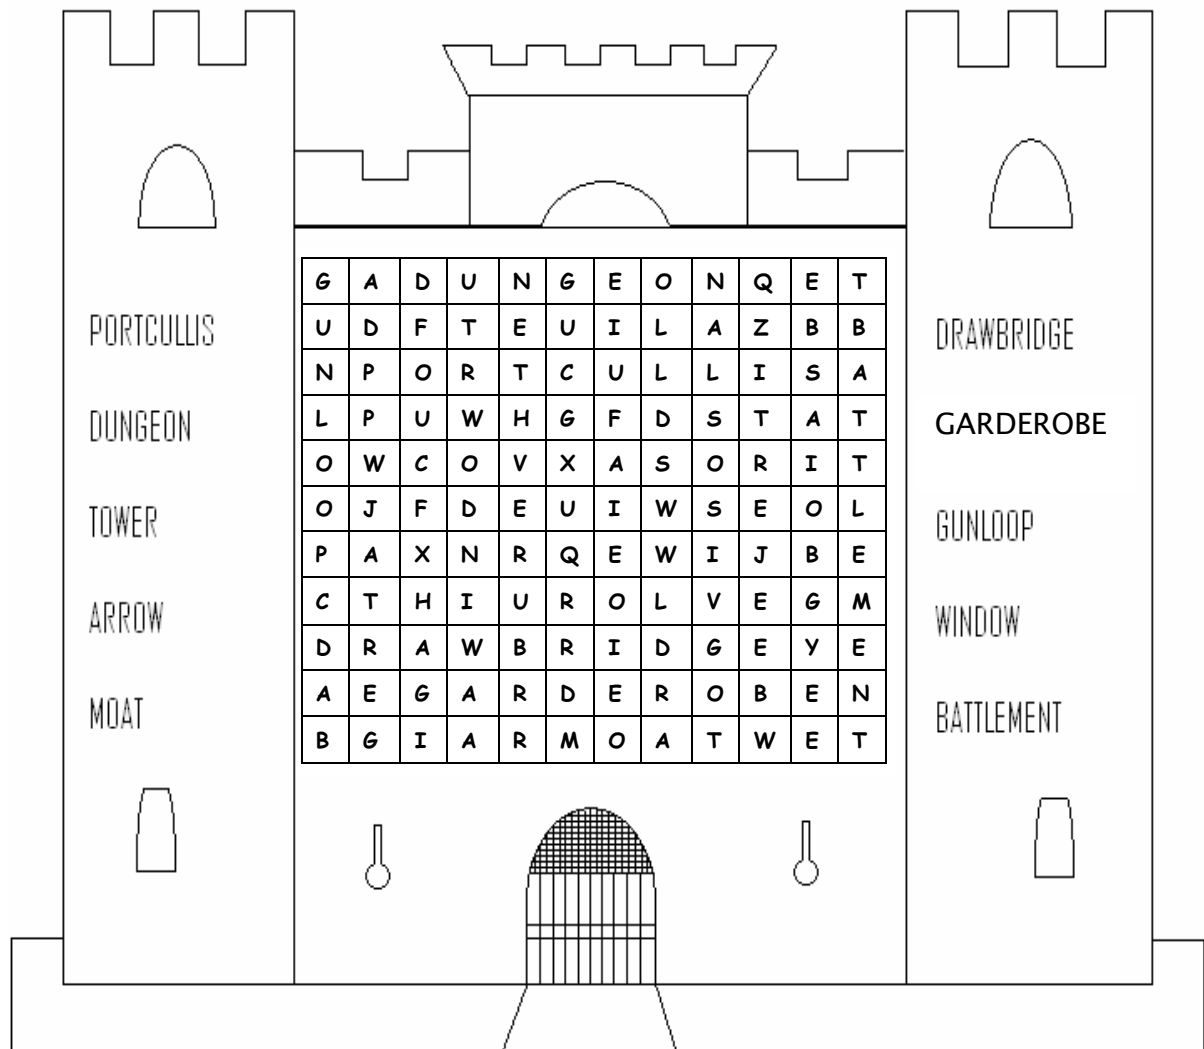 PORTCULLIS
DUNGEON
TOWER
ARROW
MOAT
G A D U N G E O N Q E T
U D F T E U I L A Z B B
N P O R T C U L L I S A
L P U W H G F D S T A T
O W C O V X A S O R I T
O J F D E U I W S E O L
P A X N R Q E W I J B E
C T H I U R O L V E G M
D R A W B R I D G E Y E
A E G A R D E R O B E N
B G I A R M O A T W E T
DRAWBRIDGE
GARDEROBE
GUNLOOP
WINDOW
BATTLEMENT